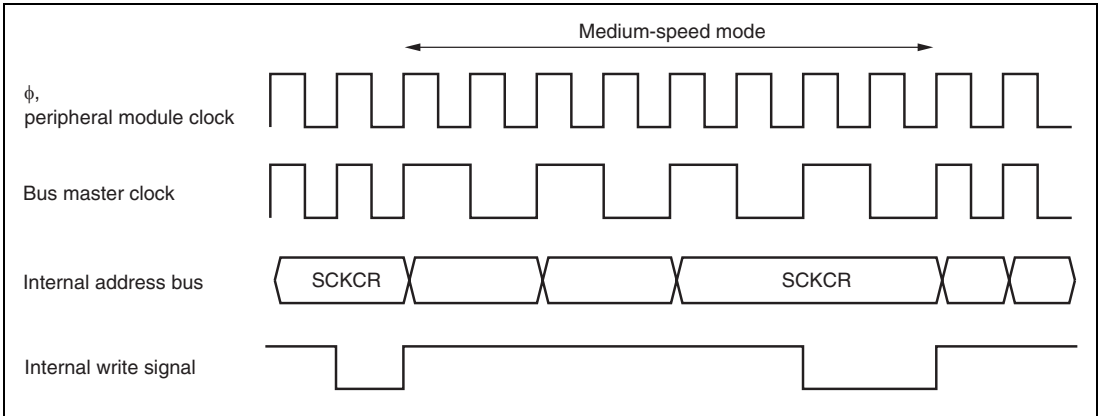 Medium-speed mode
ϕ,
peripheral module clock
Bus master clock
Internal address bus
SCKCR
SCKCR
Internal write signal